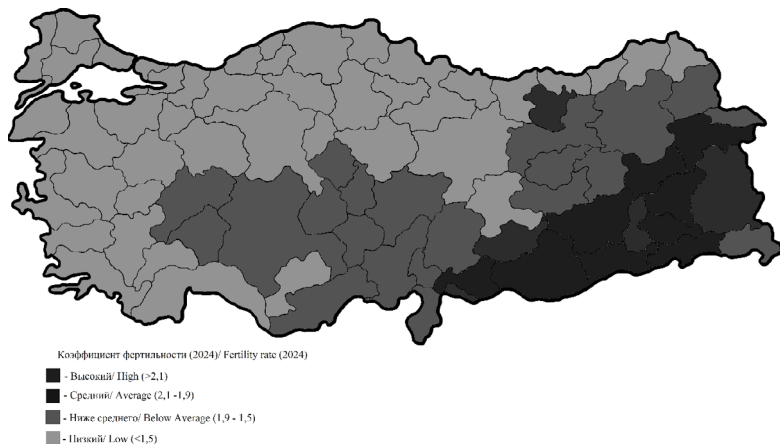 Коэффициент фертильности (2024)/ Fertility rate (2024)
- Высокий/ High (>2,1)
- Средний/ Average (2,1 -1,9)
- Ниже среднего/ Below Average (1,9 - 1,5)
- Низкий/ Low (<1,5)